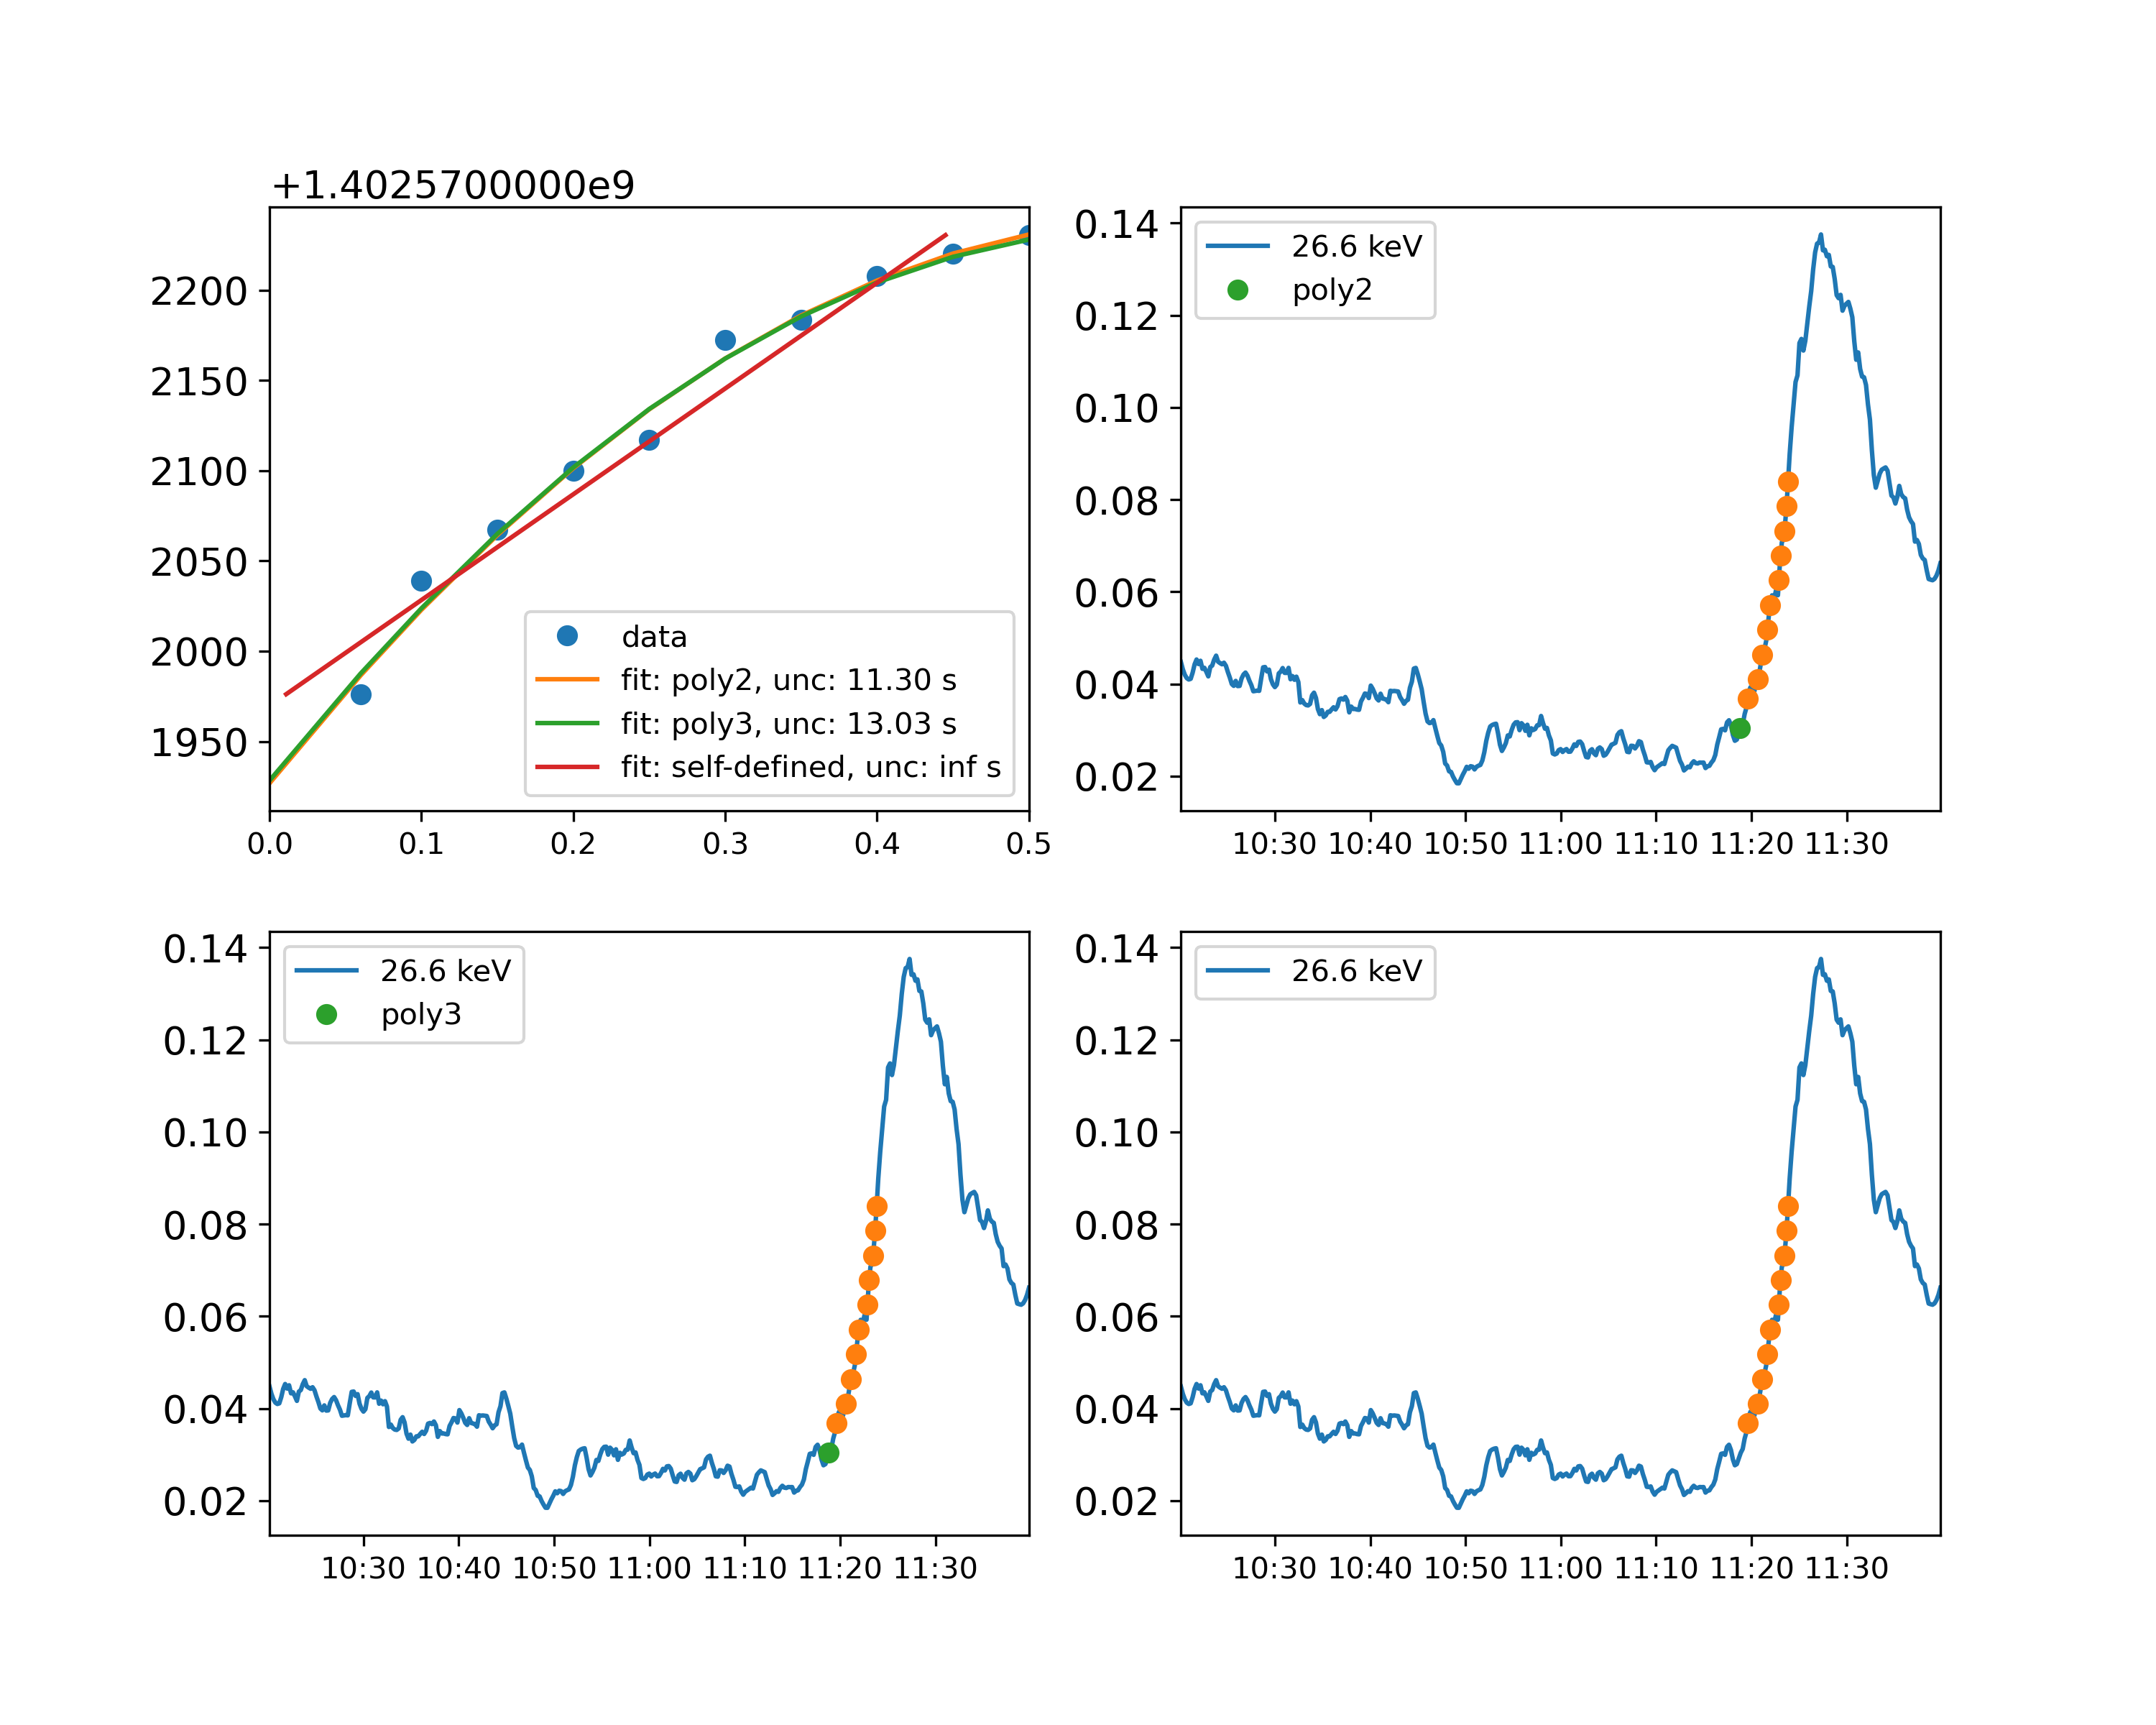 +1.4025700000e9
2200
2150
2100
2050
2000
1950
0.0 0.1 0.2 0.3 0.4 0.5
data
fit: poly2, unc: 11.30 s
fit: poly3, unc: 13.03 s
fit: self-defined, unc: inf s
0.14
0.12
0.10
0.08
0.06
0.04
0.02
10:30 10:40 10:50 11:00 11:10 11:20 11:30
26.6 keV
poly2
0.14
0.12
0.10
0.08
0.06
0.04
0.02
10:30 10:40 10:50 11:00 11:10 11:20 11:30
26.6 keV
poly3
0.14
0.12
0.10
0.08
0.06
0.04
0.02
10:30 10:40 10:50 11:00 11:10 11:20 11:30
26.6 keV